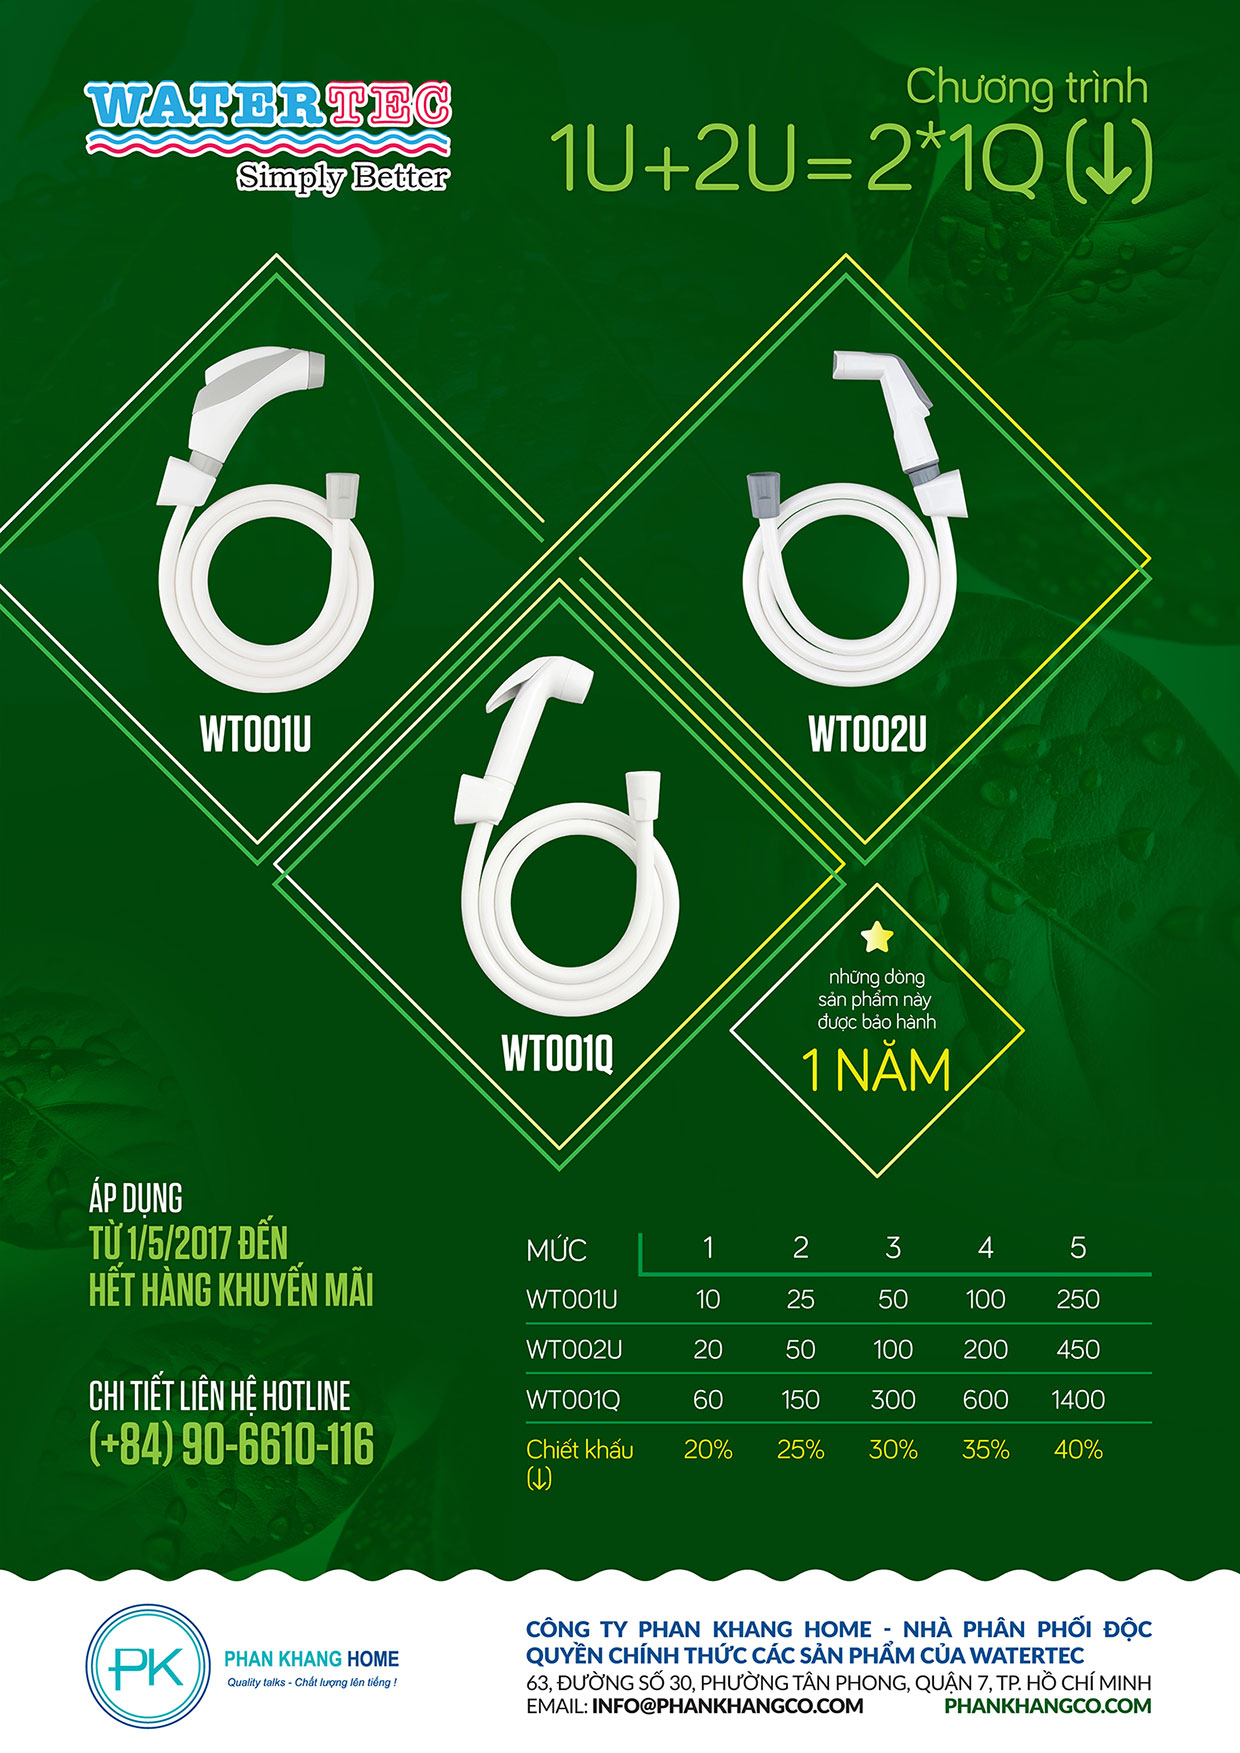 WATERTEC
Simply Better
Chương trình
1U+2U=2*1Q (↓)
WT001U
WT002U
WT001Q
những dòng
sản phẩm này
được bảo hành
1 NĂM
ÁP DỤNG
TỪ 1/5/2017 ĐẾN
HẾT HÀNG KHUYẾN MÃI
CHI TIẾT LIÊN HỆ HOTLINE
(+84) 90-6610-116
MỨC 1 2 3 4 5
WT001U 10 25 50 100 250
WT002U 20 50 100 200 450
WT001Q 60 150 300 600 1400
Chiết khấu 20% 25% 30% 35% 40%
(↓)
PK
PHAN KHANG HOME
Quality talks - Chất lượng lên tiếng !
CÔNG TY PHAN KHANG HOME - NHÀ PHÂN PHỐI ĐỘC
QUYỀN CHÍNH THỨC CÁC SẢN PHẨM CỦA WATERTEC
63, ĐƯỜNG SỐ 30, PHƯỜNG TÂN PHONG, QUẬN 7, TP. HỒ CHÍ MINH
EMAIL: INFO@PHANKHANGCO.COM PHANKHANGCO.COM